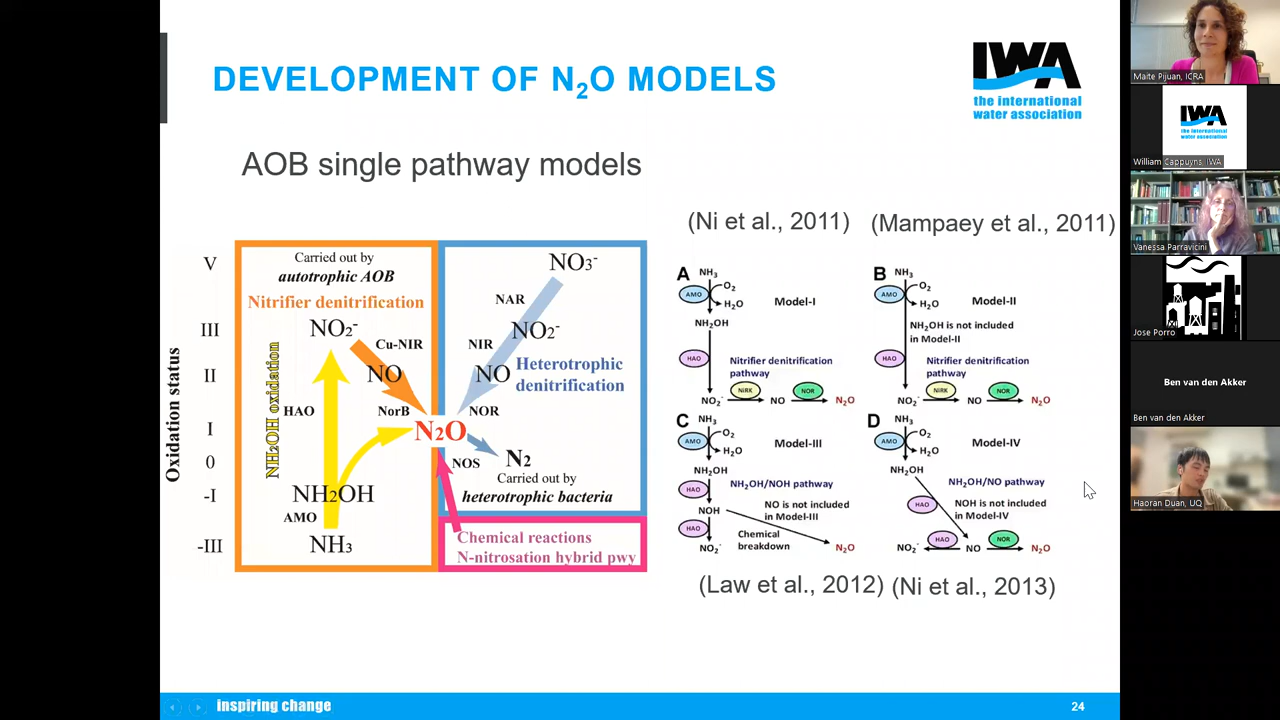 DEVELOPMENT OF N2O MODELS
IWA
the international
water association
AOB single pathway models
(Ni et al., 2011)
(Mampaey et al., 2011)
Oxidation status
V
III
II
I
0
-I
-III
Carried out by
autotrophic AOB
Nitrifier denitrification
NO2-
Cu-NIR
NO
NorB
NH2OH oxidation
HAO
N2O
NH2OH
AMO
NH3
NO3-
NAR
NO2-
NIR
NO
Heterotrophic
denitrification
NOR
NOS
N2
Carried out by
heterotrophic bacteria
Chemical reactions
N-nitrosation hybrid pwy
A
NH3
AMO
O2
H2O
Model-I
NH2OH
HAO
Nitrifier denitrification
pathway
NirK
NOR
NO2-
NO
N2O
B
NH3
AMO
O2
H2O
Model-II
NH2OH is not included
in Model-II
HAO
Nitrifier denitrification
pathway
NirK
NOR
NO2-
NO
N2O
C
NH3
AMO
O2
H2O
Model-III
NH2OH
HAO
NH2OH/NOH pathway
NOH
NO is not included
in Model-III
HAO
Chemical
breakdown
NO2-
N2O
D
NH3
AMO
O2
H2O
Model-IV
NH2OH
NH2OH/NO pathway
HAO
NOH is not included
in Model-IV
HAO
NOR
NO2-
NO
N2O
(Law et al., 2012)
(Ni et al., 2013)
inspiring change
24
Maite Pijuan, ICRA
IWA
the international
water association
William Cappuyns, IWA
Vanessa Parravicini
Jose Porro
Ben van den Akker
Ben van den Akker
Haoran Duan, UQ